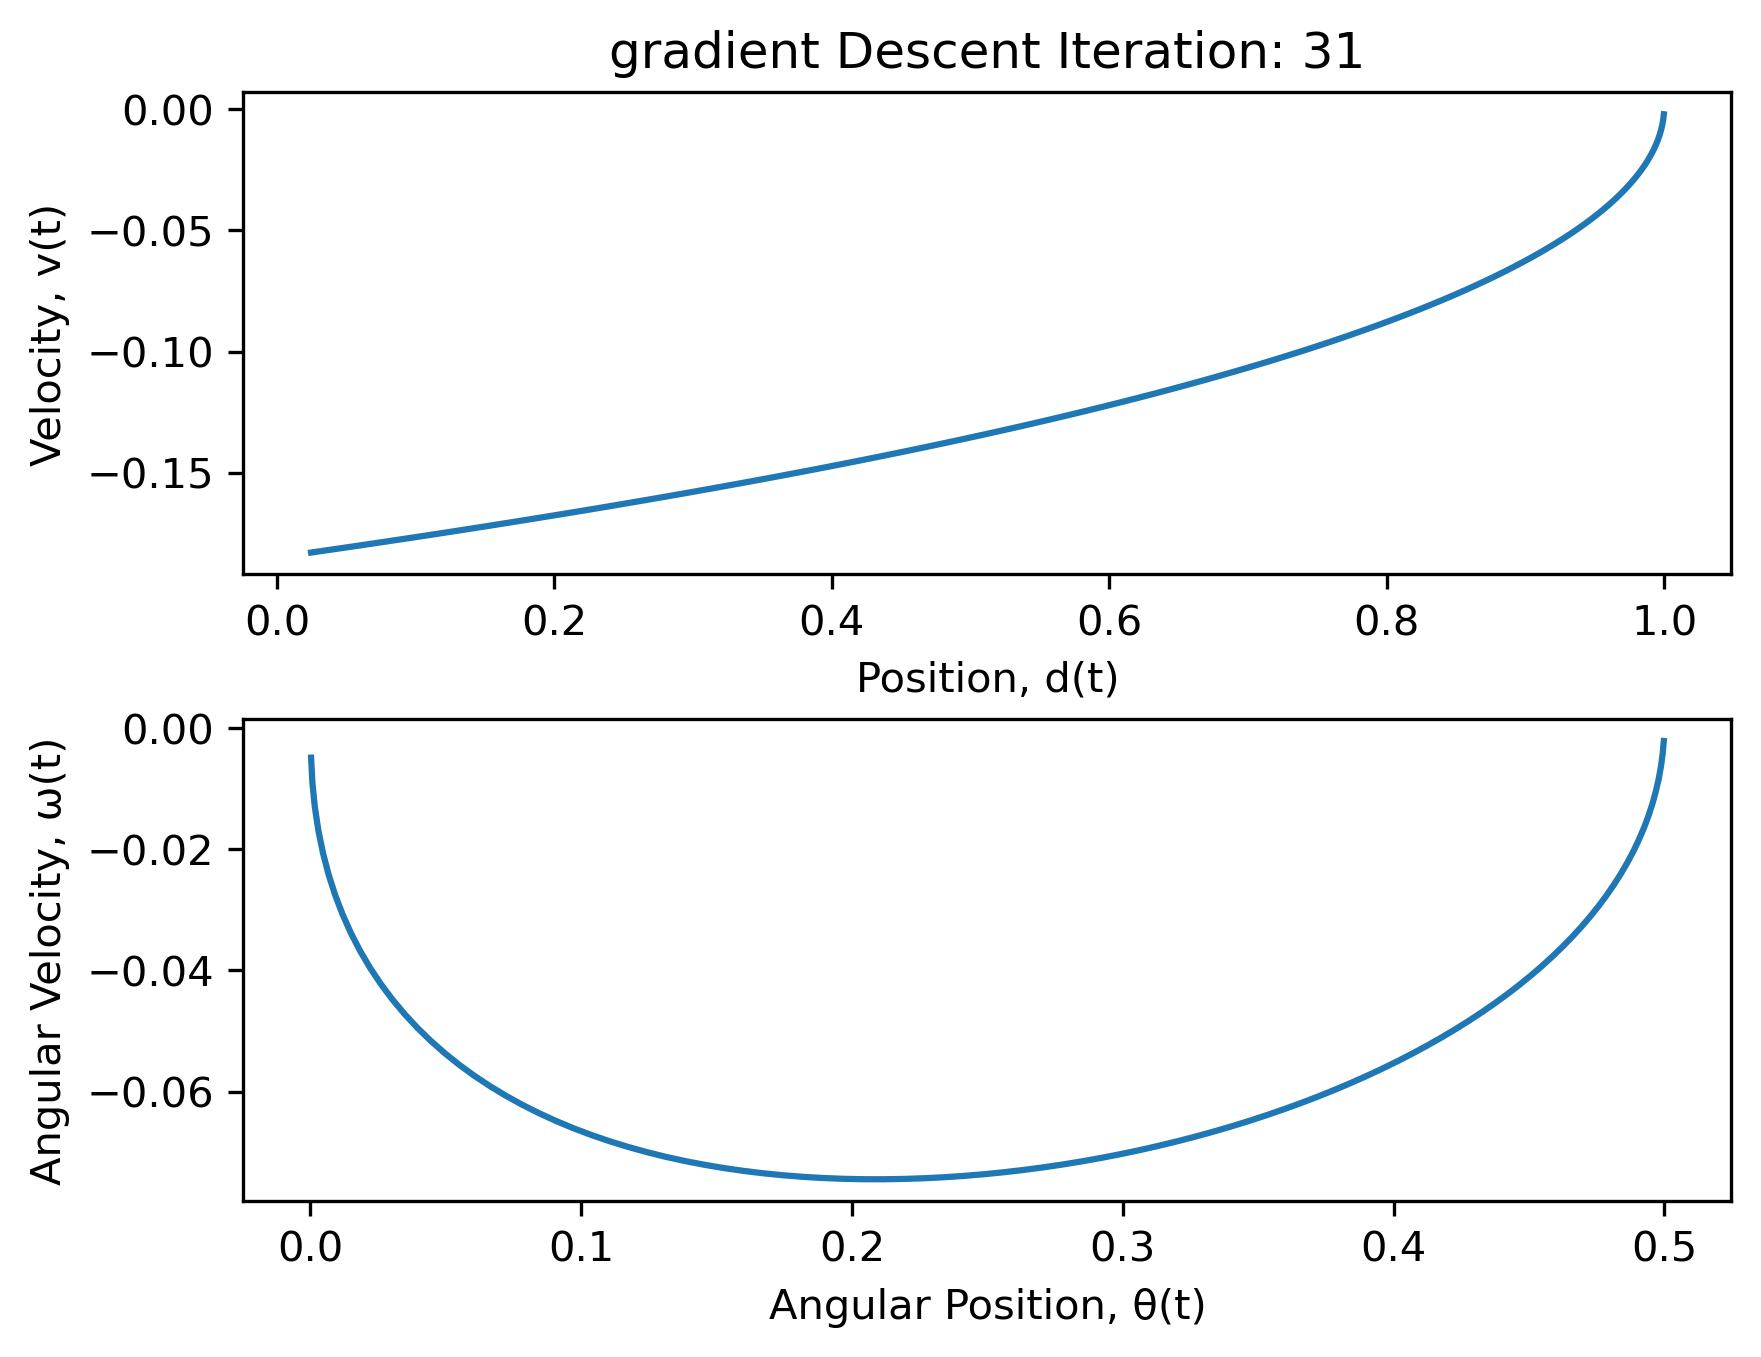 gradient Descent Iteration: 31
0.00
−0.05
−0.10
−0.15
Velocity, v(t)
0.0 0.2 0.4 0.6 0.8 1.0
Position, d(t)
0.00
−0.02
−0.04
−0.06
Angular Velocity, ω(t)
0.0 0.1 0.2 0.3 0.4 0.5
Angular Position, θ(t)